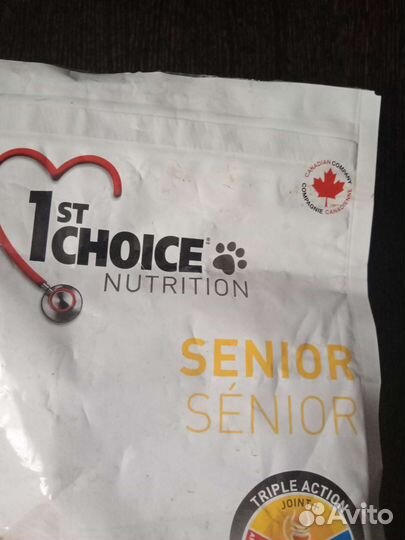 1ST
CHOICE
NUTRITION
CANADIAN COMPANY
COMPAGNIE CANADIENNE
SENIOR
SÉNIOR
TRIPLE ACTION
JOINT
Avito